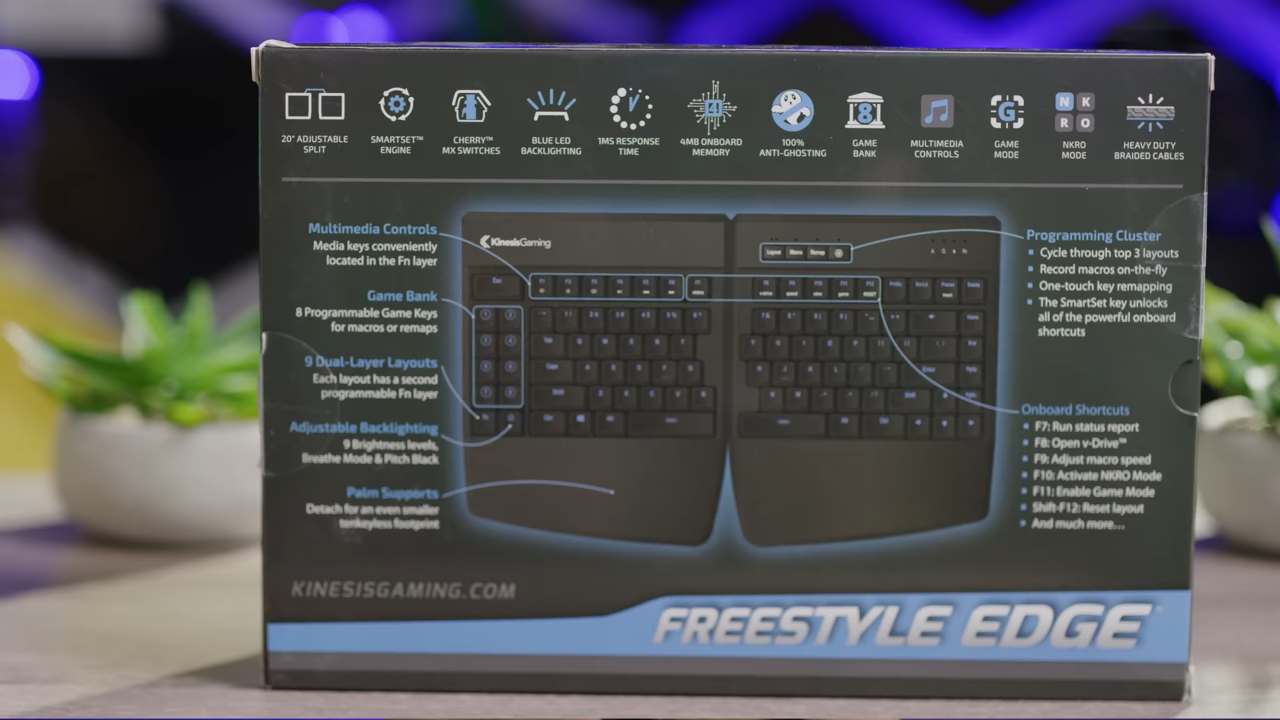 20" ADJUSTABLE
SPLIT
SMARTSET™
ENGINE
CHERRY™
MX SWITCHES
BLUE LED
BACKLIGHTING
1MS RESPONSE
TIME
4MB ONBOARD
MEMORY
100%
ANTI-GHOSTING
GAME
BANK
MULTIMEDIA
CONTROLS
GAME
MODE
NKRO
MODE
HEAVY DUTY
BRAIDED CABLES
4
8
G
N K
R O
Multimedia Controls
Media keys conveniently
located in the Fn layer
Game Bank
8 Programmable Game Keys
for macros or remaps
9 Dual-Layer Layouts
Each layout has a second
programmable Fn layer
Adjustable Backlighting
9 Brightness levels,
Breathe Mode & Pitch Black
Palm Supports
Detach for an even smaller
tenkeyless footprint
KinesisGaming
Layout Macro Remap
Esc
Programming Cluster
Cycle through top 3 layouts
Record macros on-the-fly
One-touch key remapping
The SmartSet key unlocks
all of the powerful onboard
shortcuts
Onboard Shortcuts
F7: Run status report
F8: Open v-Drive™
F9: Adjust macro speed
F10: Activate NKRO Mode
F11: Enable Game Mode
Shift-F12: Reset layout
And much more...
KINESISGAMING.COM
FREESTYLE EDGE